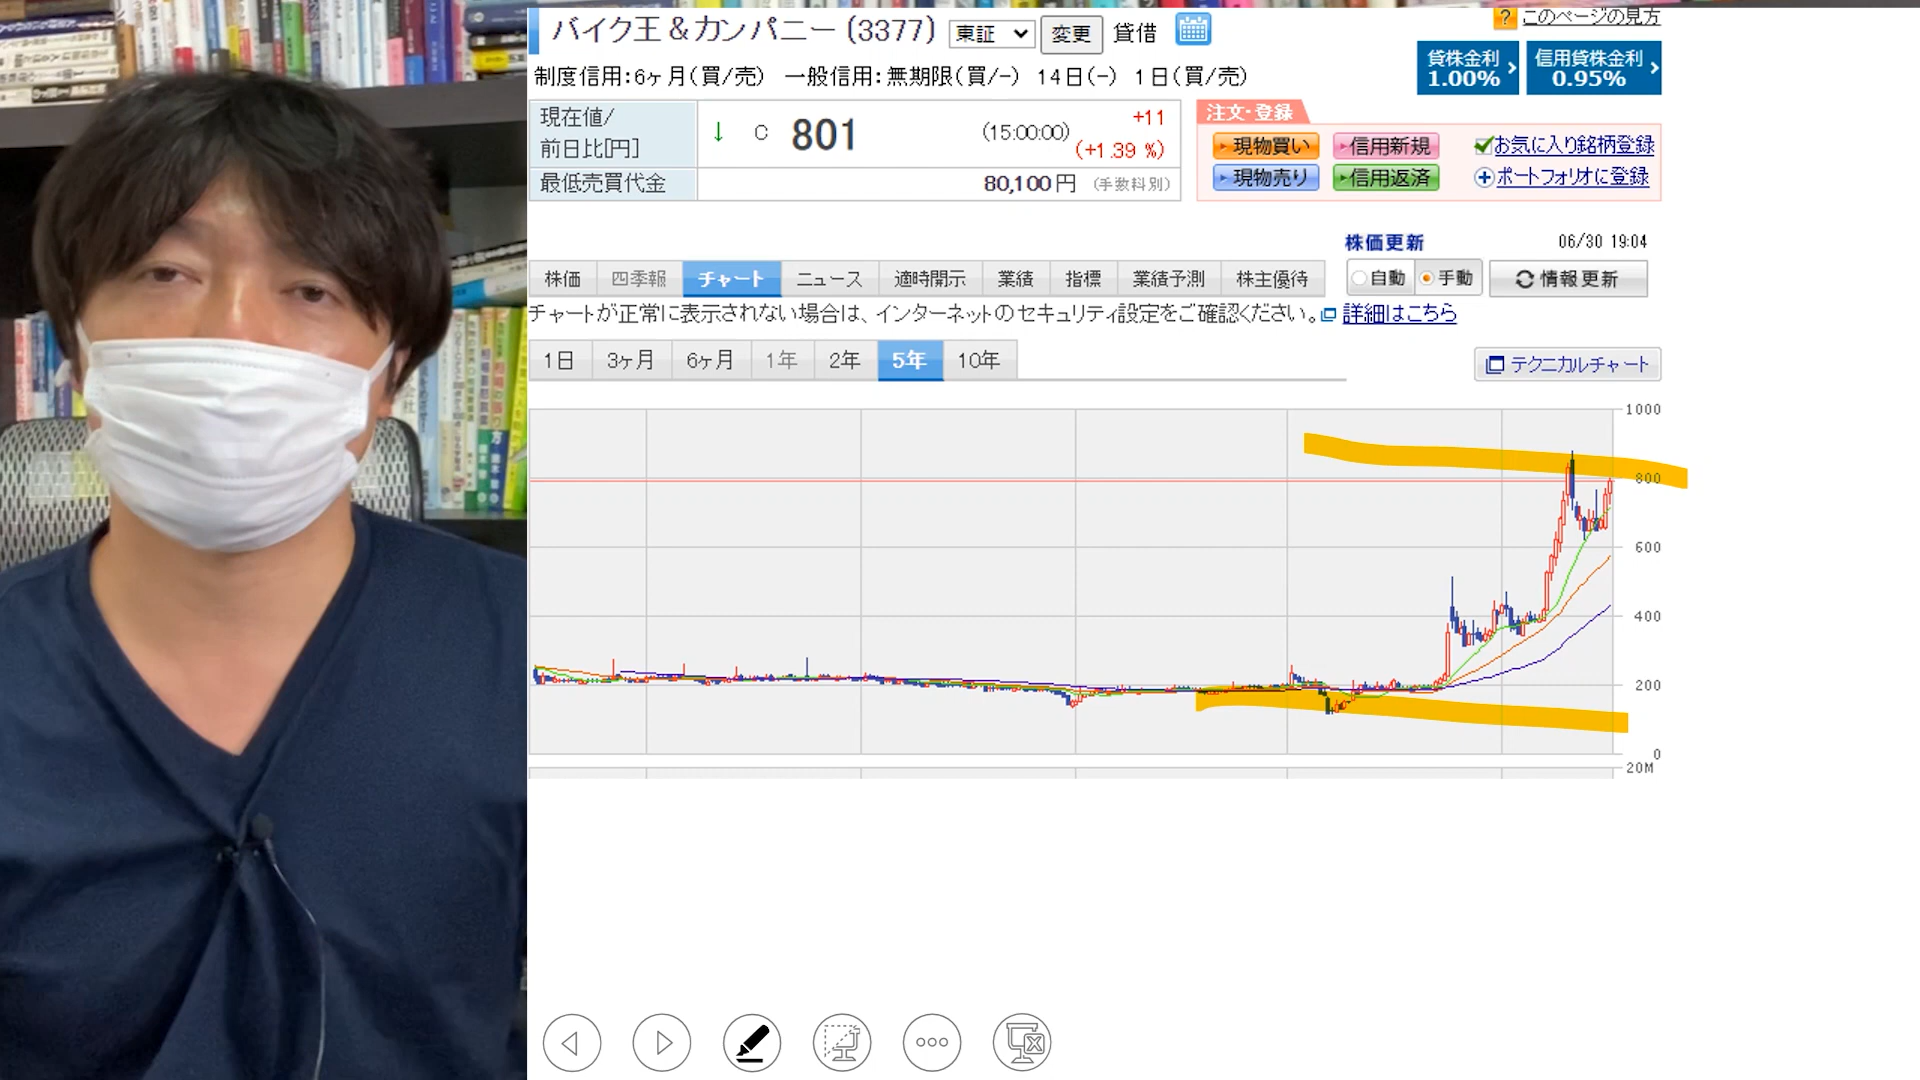 バイク王&カンパニー (3377) 東証 変更 貸借
? このページの見方
貸株金利 1.00%
信用貸株金利 0.95%
制度信用:6ヶ月(買/売) 一般信用:無期限(買/-) 14日(-) 1日(買/売)
現在値/
前日比[円]
↓ C 801 (15:00:00) +11
(+1.39 %)
最低売買代金 80,100 円 (手数料別)
注文・登録
現物買い 信用新規 お気に入り銘柄登録
現物売り 信用返済 ポートフォリオに登録
株価更新 06/30 19:04
自動 手動 情報更新
株価 四季報 チャート ニュース 適時開示 業績 指標 業績予測 株主優待
チャートが正常に表示されない場合は、インターネットのセキュリティ設定をご確認ください。 詳細はこちら
1日 3ヶ月 6ヶ月 1年 2年 5年 10年
テクニカルチャート
1000
800
600
400
200
0
20M